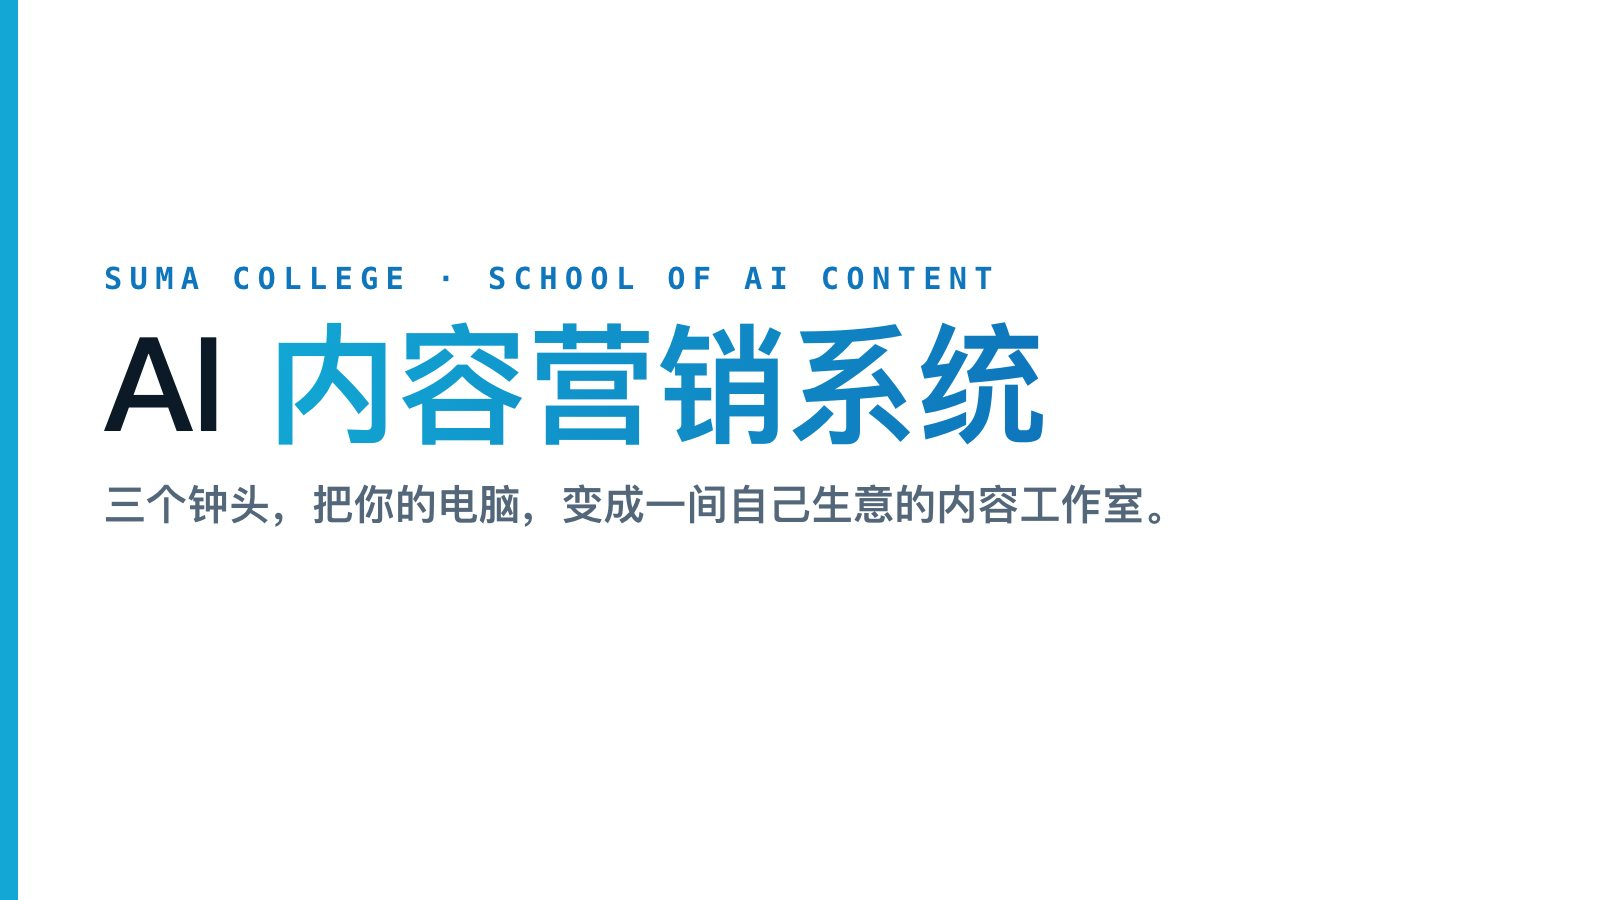 SUMA COLLEGE · SCHOOL OF AI CONTENT
AI 内容营销系统
三个钟头，把你的电脑，变成一间自己生意的内容工作室。